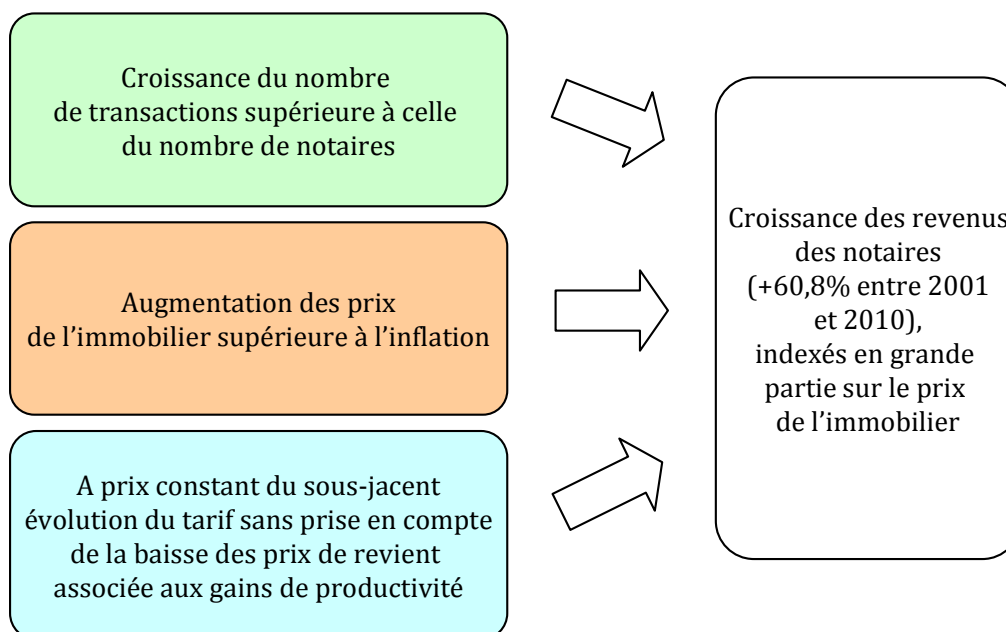 Croissance du nombre
de transactions supérieure à celle
du nombre de notaires
Augmentation des prix
de l’immobilier supérieure à l’inflation
A prix constant du sous-jacent
évolution du tarif sans prise en compte
de la baisse des prix de revient
associée aux gains de productivité
Croissance des revenus
des notaires
(+60,8% entre 2001
et 2010),
indexés en grande
partie sur le prix
de l’immobilier